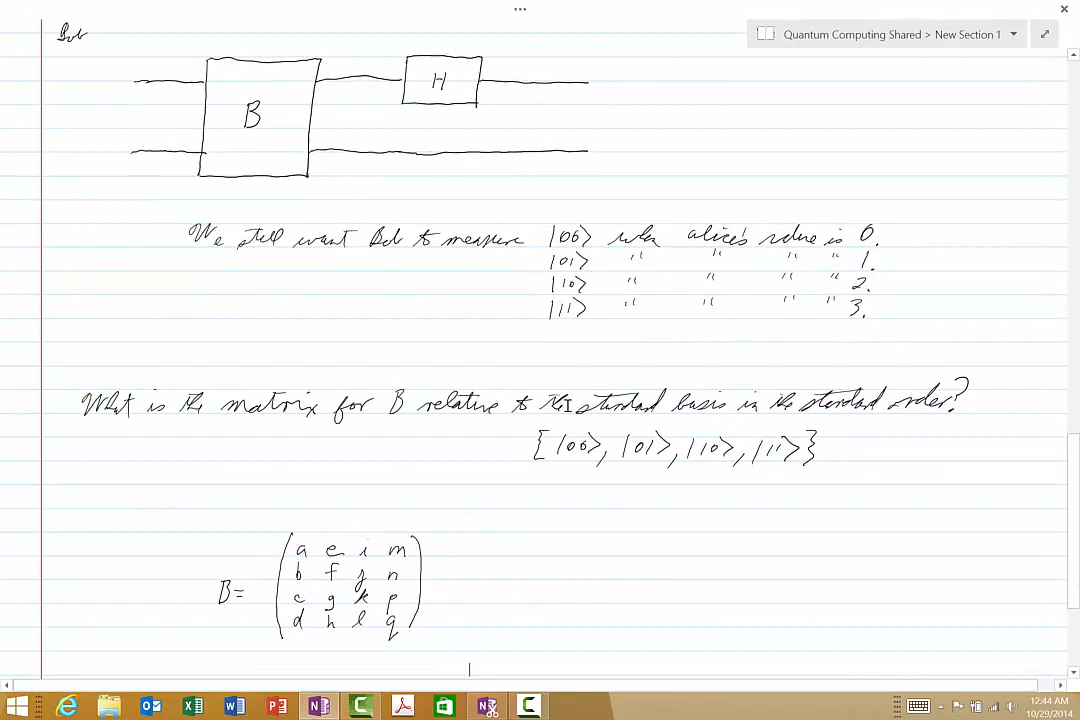 Quantum Computing Shared > New Section 1
Bob
B
H
We still want Bob to measure |00> when alice's value is 0.
|01> " " " " 1.
|10> " " " " 2.
|11> " " " " 3.
What is the matrix for B relative to the standard basis in the standard order?
{|00>, |01>, |10>, |11>}
a e i m
b f j n
B= c g k p
d h l q
12:44 AM
10/29/2014